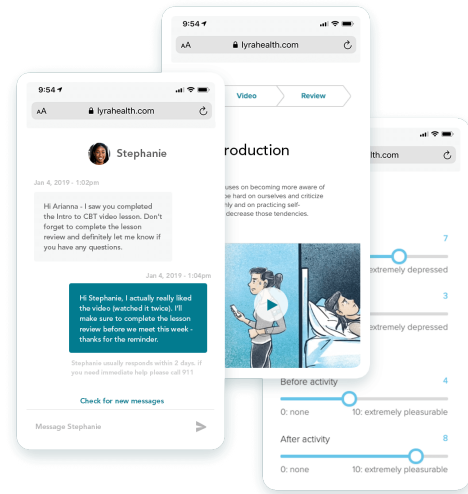 9:54
AA lyrahealth.com
Stephanie
Jan 4, 2019 - 1:02pm
Hi Arianna - I saw you completed
the Intro to CBT video lesson. Don't
forget to complete the lesson
review and definitely let me know if
you have any questions.
Jan 4, 2019 - 1:04pm
Hi Stephanie, I actually really liked
the video (watched it twice). I'll
make sure to complete the lesson
review before we meet this week -
thanks for the reminder.
Stephanie usually responds within 2 days. If
you need immediate help please call 911
Check for new messages
Message Stephanie
9:54
AA lyrahealth.com
Video Review
roduction
uses on becoming more aware of
be hard on ourselves and criticize
nly and on practicing self-
decrease those tendencies.
lth.com
7
extremely depressed
3
extremely depressed
Before activity 4
0: none 10: extremely pleasurable
After activity 8
0: none 10: extremely pleasurable